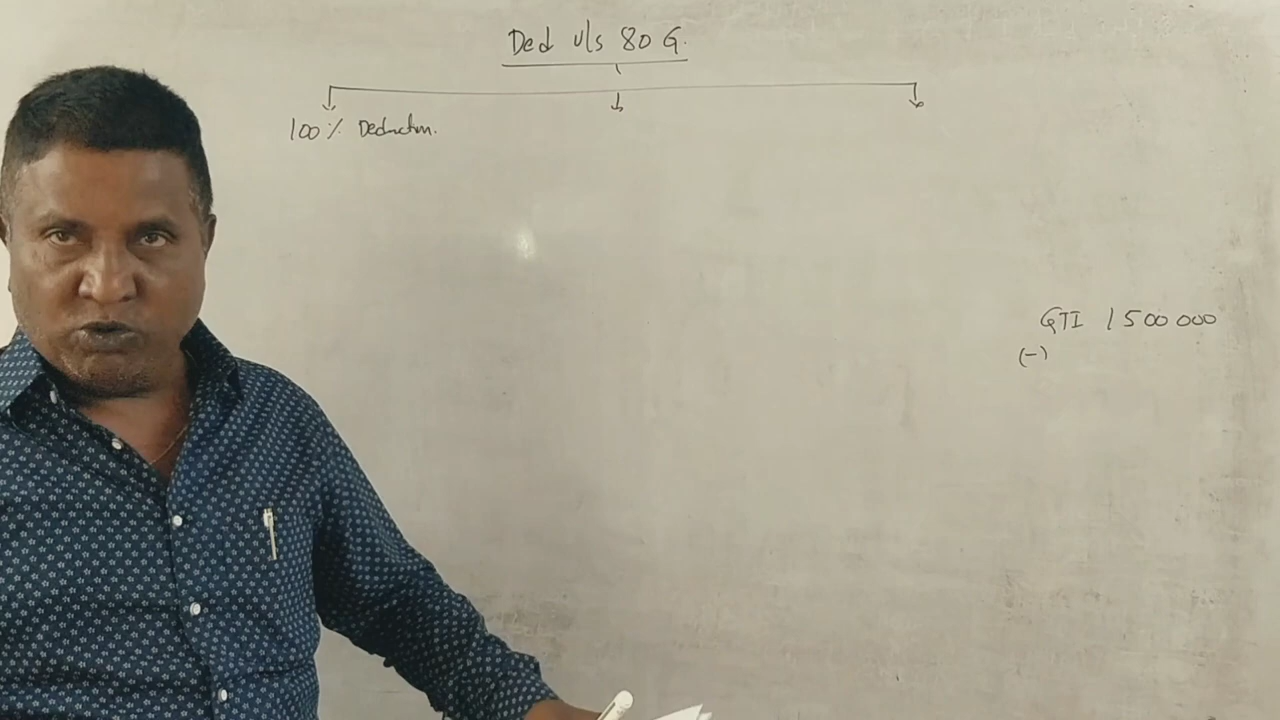 Ded u/s 80 G.
100% Deduction.
GTI 1500000
(-)